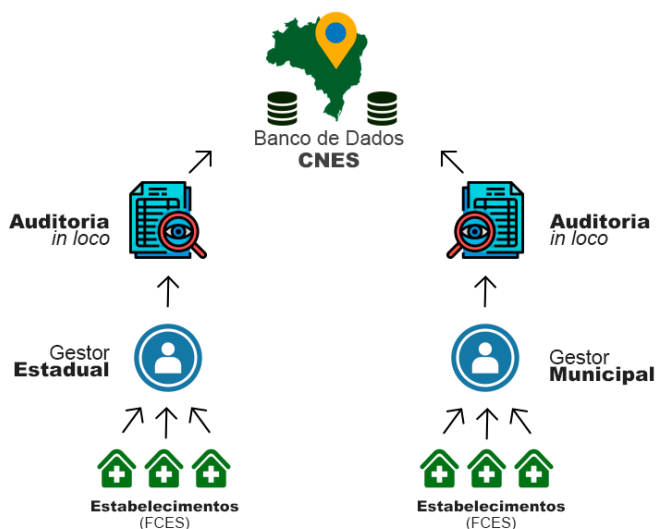 Banco de Dados
CNES
Auditoria
in loco
Auditoria
in loco
Gestor
Estadual
Gestor
Municipal
Estabelecimentos
(FCES)
Estabelecimentos
(FCES)